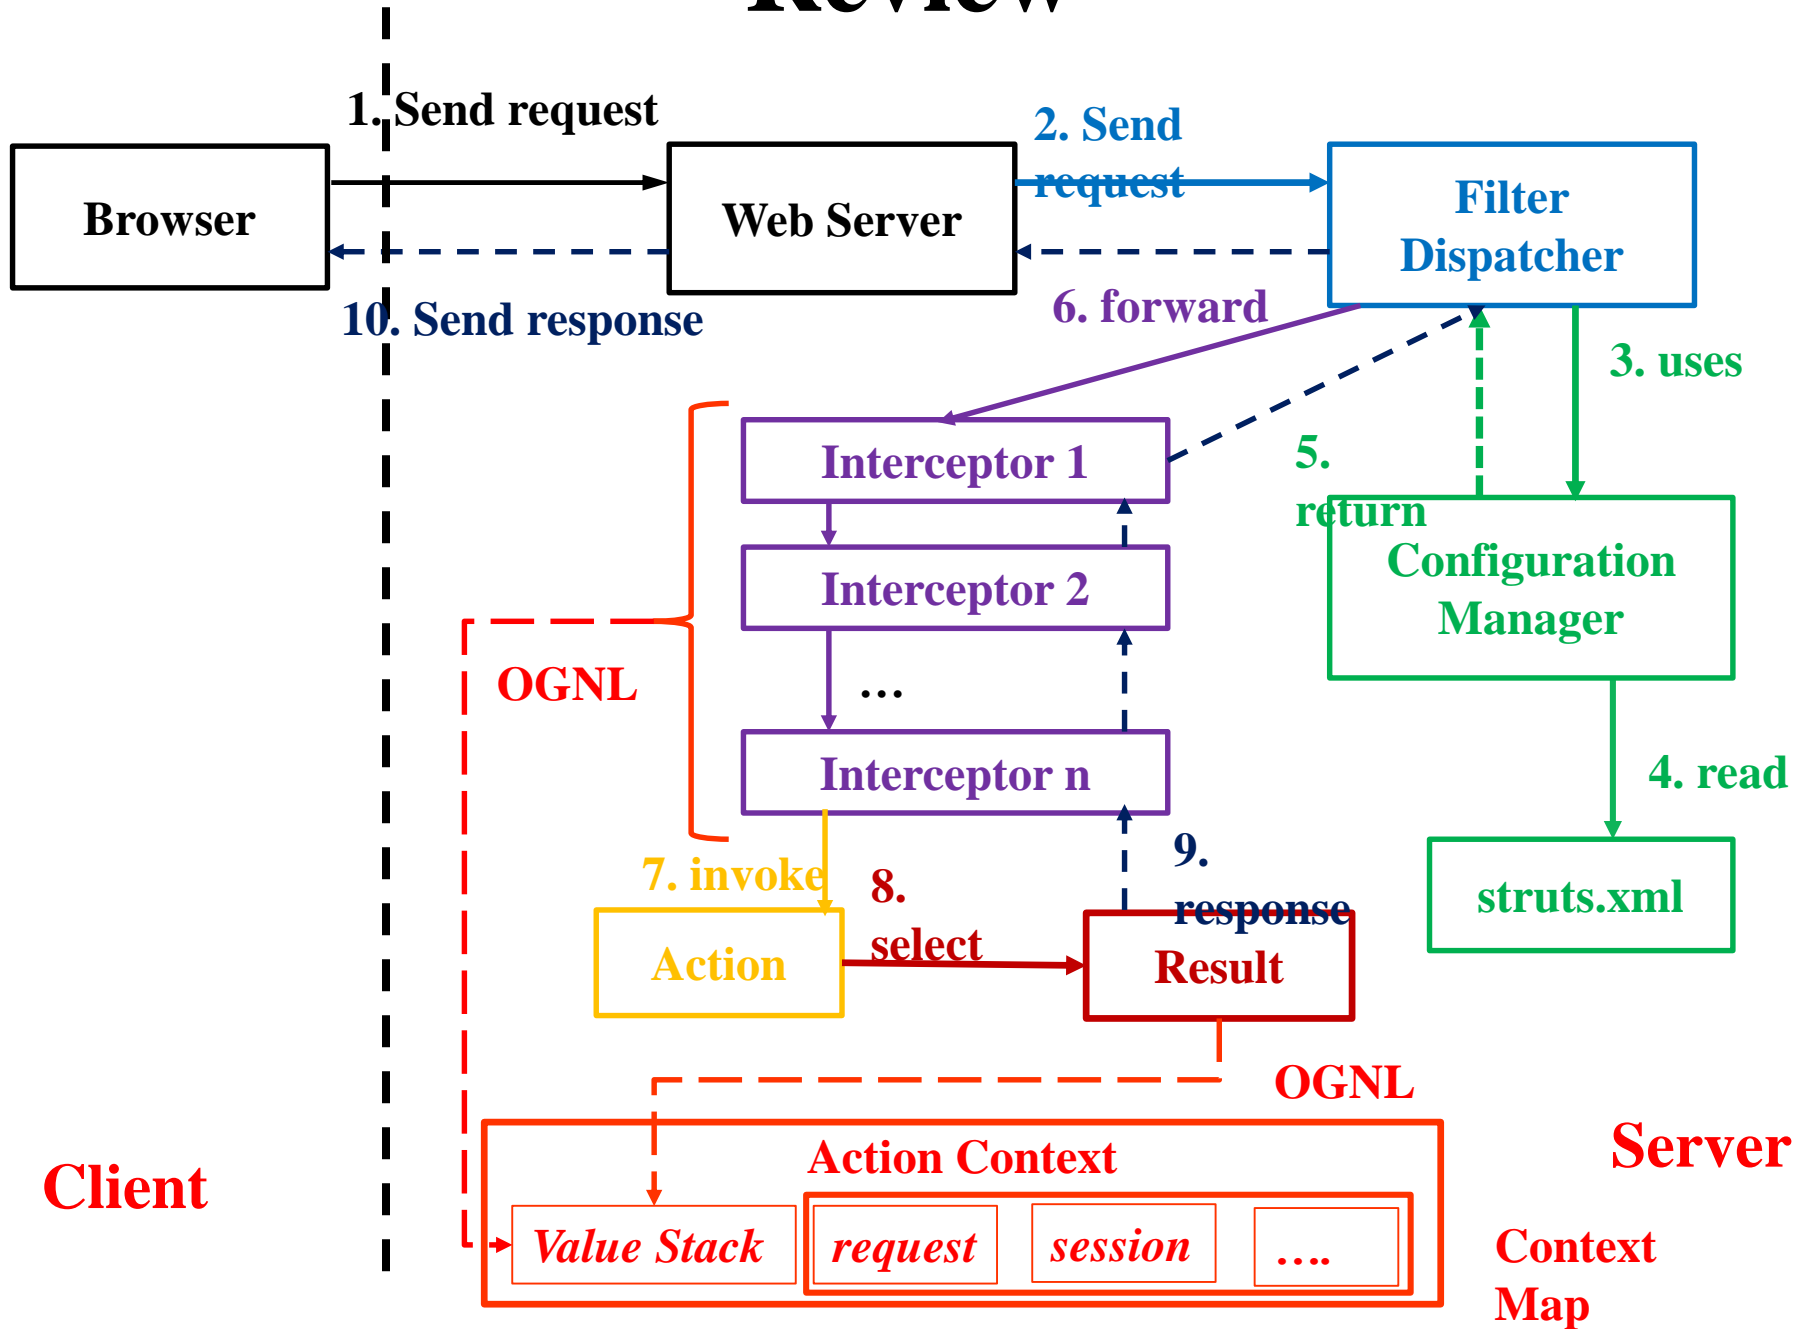 Review
1. Send request
2. Send
request
Browser
Web Server
Filter
Dispatcher
10. Send response
6. forward
3. uses
Interceptor 1
5.
return
Interceptor 2
Configuration
Manager
OGNL
…
Interceptor n
4. read
7. invoke
8.
select
9.
response
struts.xml
Action
Result
OGNL
Action Context
Server
Client
Value Stack
request
session
….
Context
Map